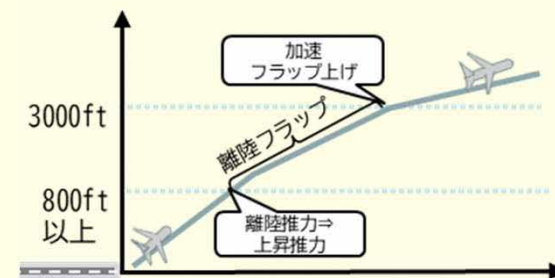 加速
フラップ上げ
3000ft
離陸フラップ
800ft
以上
離陸推力⇒
上昇推力